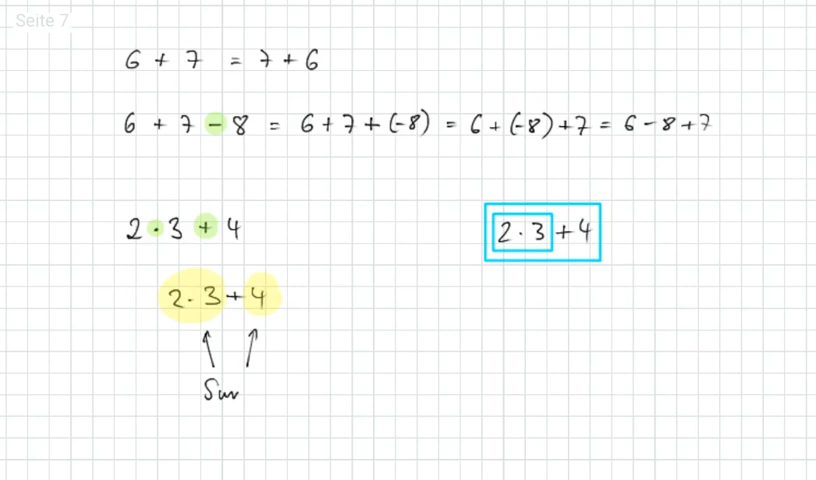 Seite 7
6 + 7 = 7 + 6
6 + 7 - 8 = 6 + 7 + (-8) = 6 + (-8) + 7 = 6 - 8 + 7
2 · 3 + 4
2 · 3 + 4
2 · 3 + 4
Sum